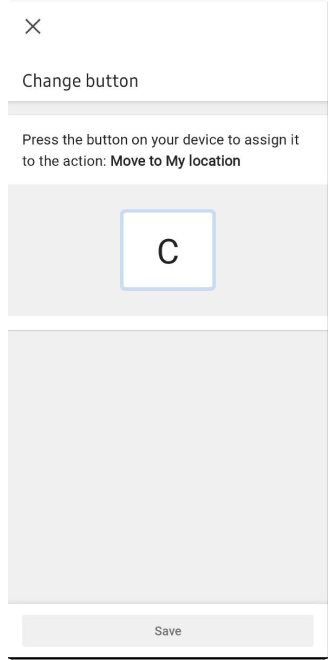 Change button
Press the button on your device to assign it
to the action: Move to My location
C
Save